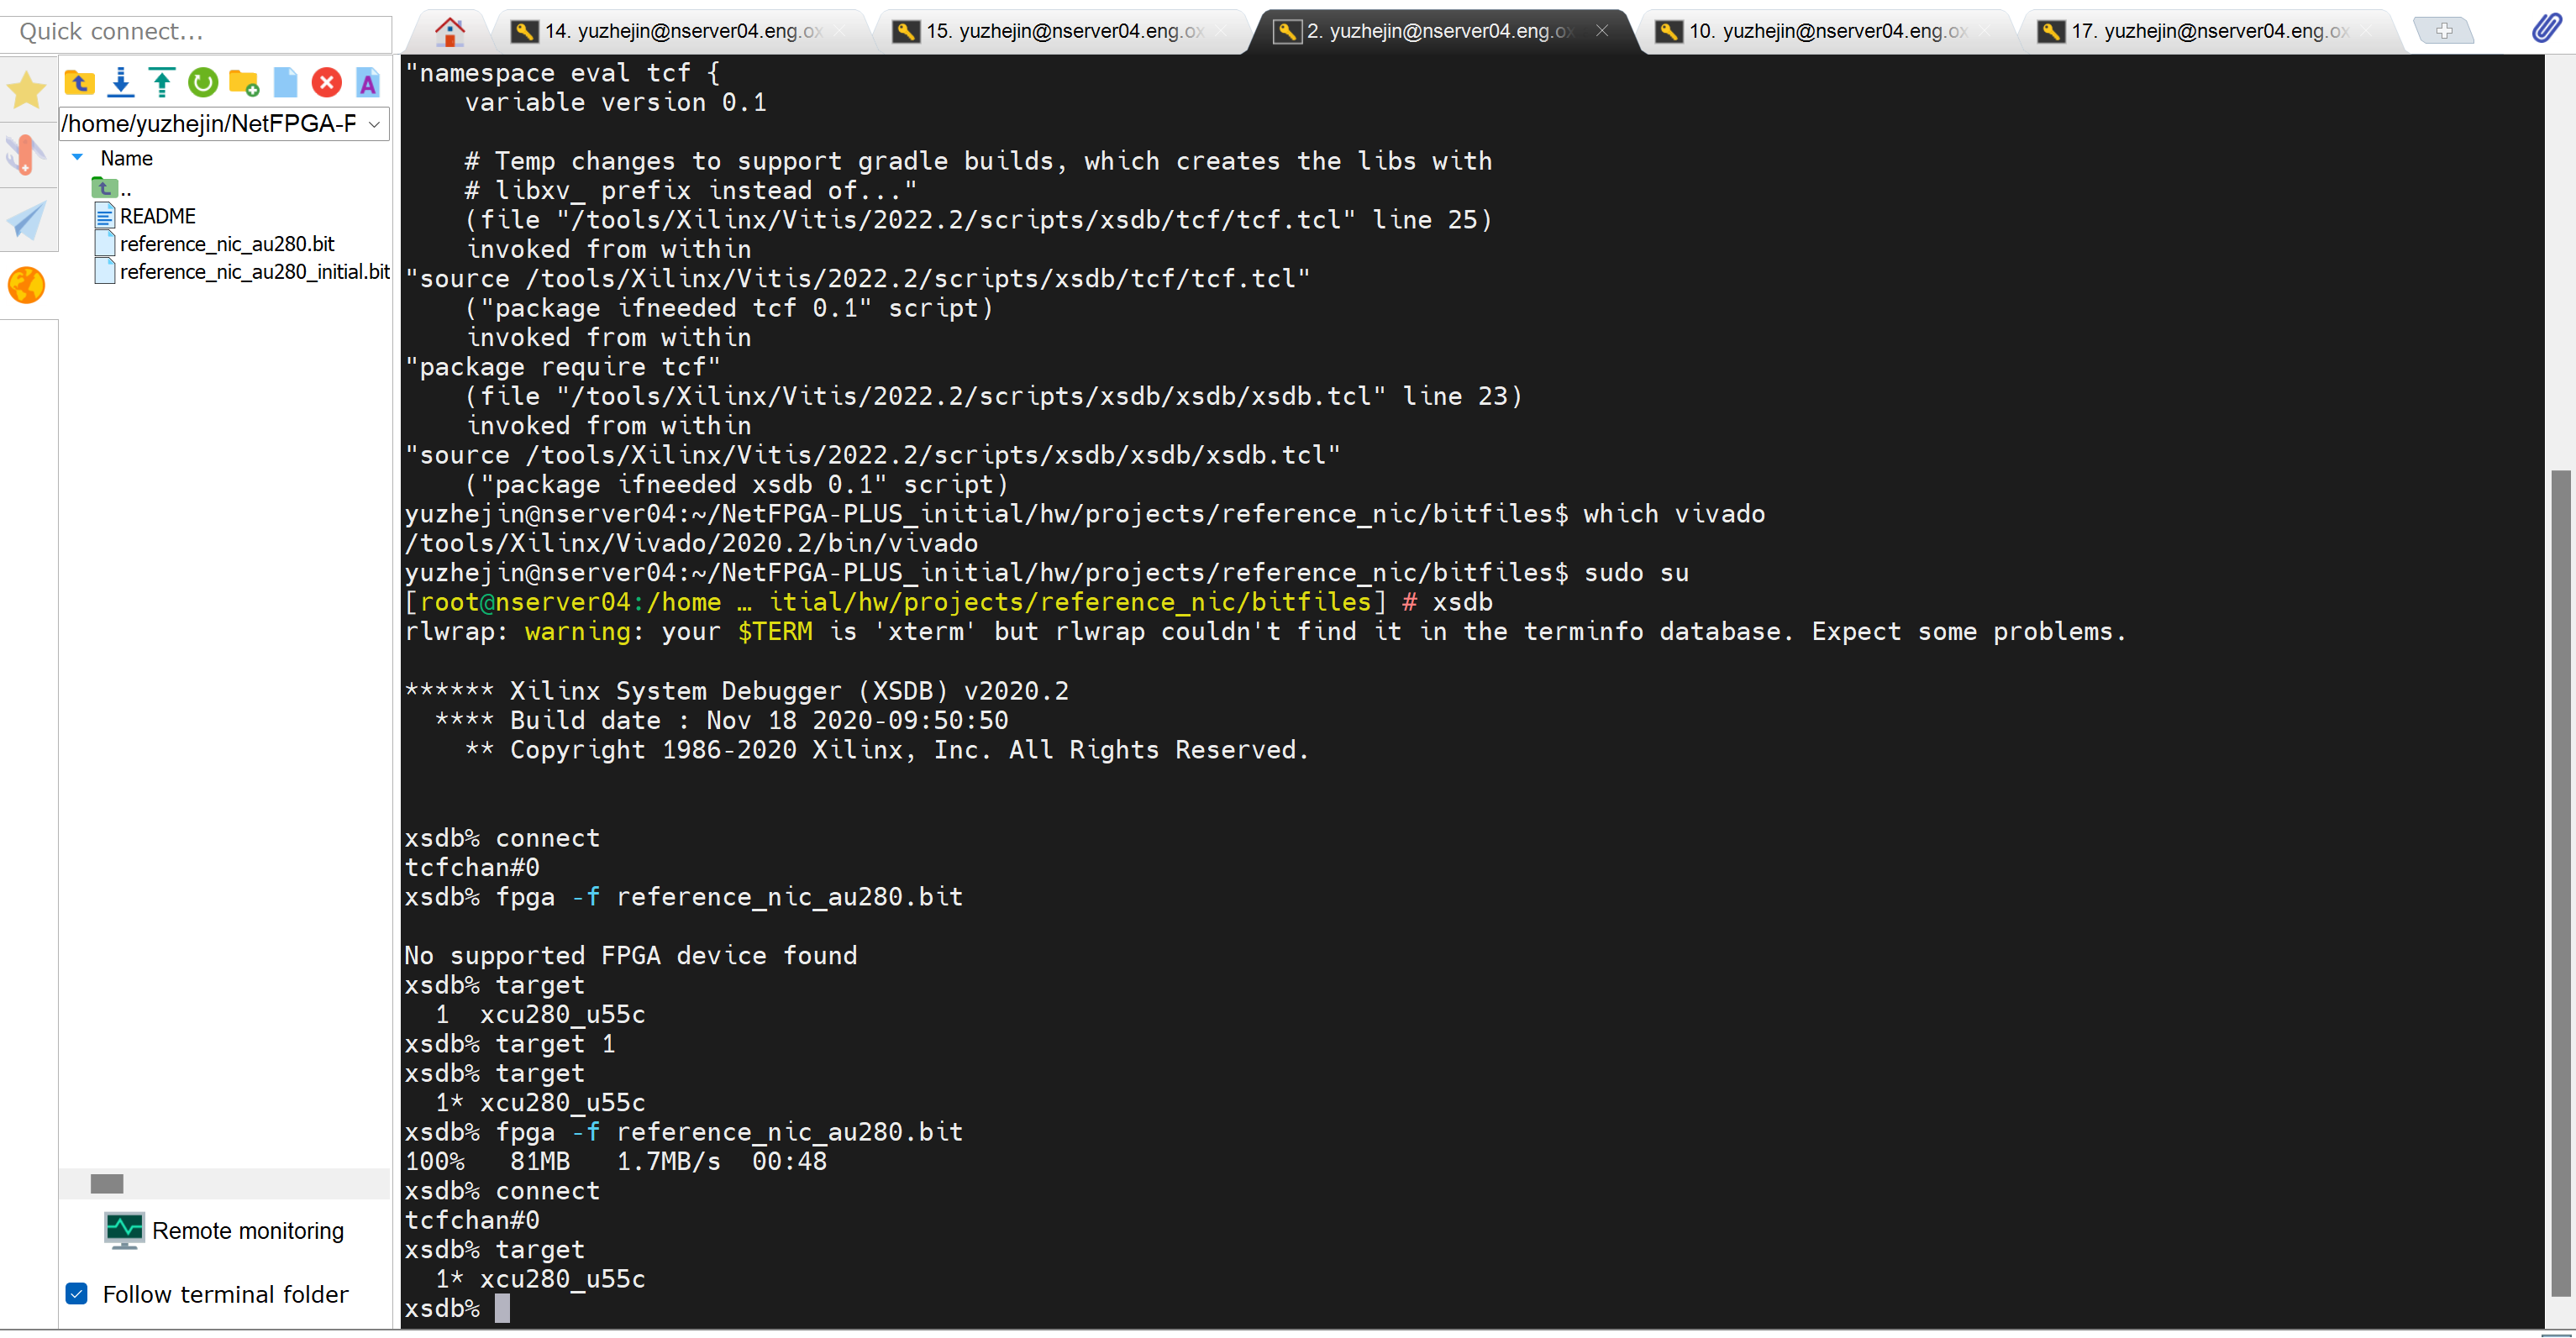 Quick connect...
14. yuzhejin@nserver04.eng.ox
15. yuzhejin@nserver04.eng.ox
2. yuzhejin@nserver04.eng.ox
10. yuzhejin@nserver04.eng.ox
17. yuzhejin@nserver04.eng.ox
/home/yuzhejin/NetFPGA-P
Name
..
README
reference_nic_au280.bit
reference_nic_au280_initial.bit
Remote monitoring
Follow terminal folder
"namespace eval tcf {
    variable version 0.1
    # Temp changes to support gradle builds, which creates the libs with
    # libxv_ prefix instead of..."
    (file "/tools/Xilinx/Vitis/2022.2/scripts/xsdb/tcf/tcf.tcl" line 25)
    invoked from within
"source /tools/Xilinx/Vitis/2022.2/scripts/xsdb/tcf/tcf.tcl"
    ("package ifneeded tcf 0.1" script)
    invoked from within
"package require tcf"
    (file "/tools/Xilinx/Vitis/2022.2/scripts/xsdb/xsdb/xsdb.tcl" line 23)
    invoked from within
"source /tools/Xilinx/Vitis/2022.2/scripts/xsdb/xsdb/xsdb.tcl"
    ("package ifneeded xsdb 0.1" script)
yuzhejin@nserver04:~/NetFPGA-PLUS_initial/hw/projects/reference_nic/bitfiles$ which vivado
/tools/Xilinx/Vivado/2020.2/bin/vivado
yuzhejin@nserver04:~/NetFPGA-PLUS_initial/hw/projects/reference_nic/bitfiles$ sudo su
[root@nserver04:/home … itial/hw/projects/reference_nic/bitfiles] # xsdb
rlwrap: warning: your $TERM is 'xterm' but rlwrap couldn't find it in the terminfo database. Expect some problems.
****** Xilinx System Debugger (XSDB) v2020.2
  **** Build date : Nov 18 2020-09:50:50
    ** Copyright 1986-2020 Xilinx, Inc. All Rights Reserved.
xsdb% connect
tcfchan#0
xsdb% fpga -f reference_nic_au280.bit
No supported FPGA device found
xsdb% target
  1  xcu280_u55c
xsdb% target 1
xsdb% target
  1* xcu280_u55c
xsdb% fpga -f reference_nic_au280.bit
100%   81MB   1.7MB/s  00:48
xsdb% connect
tcfchan#0
xsdb% target
  1* xcu280_u55c
xsdb%